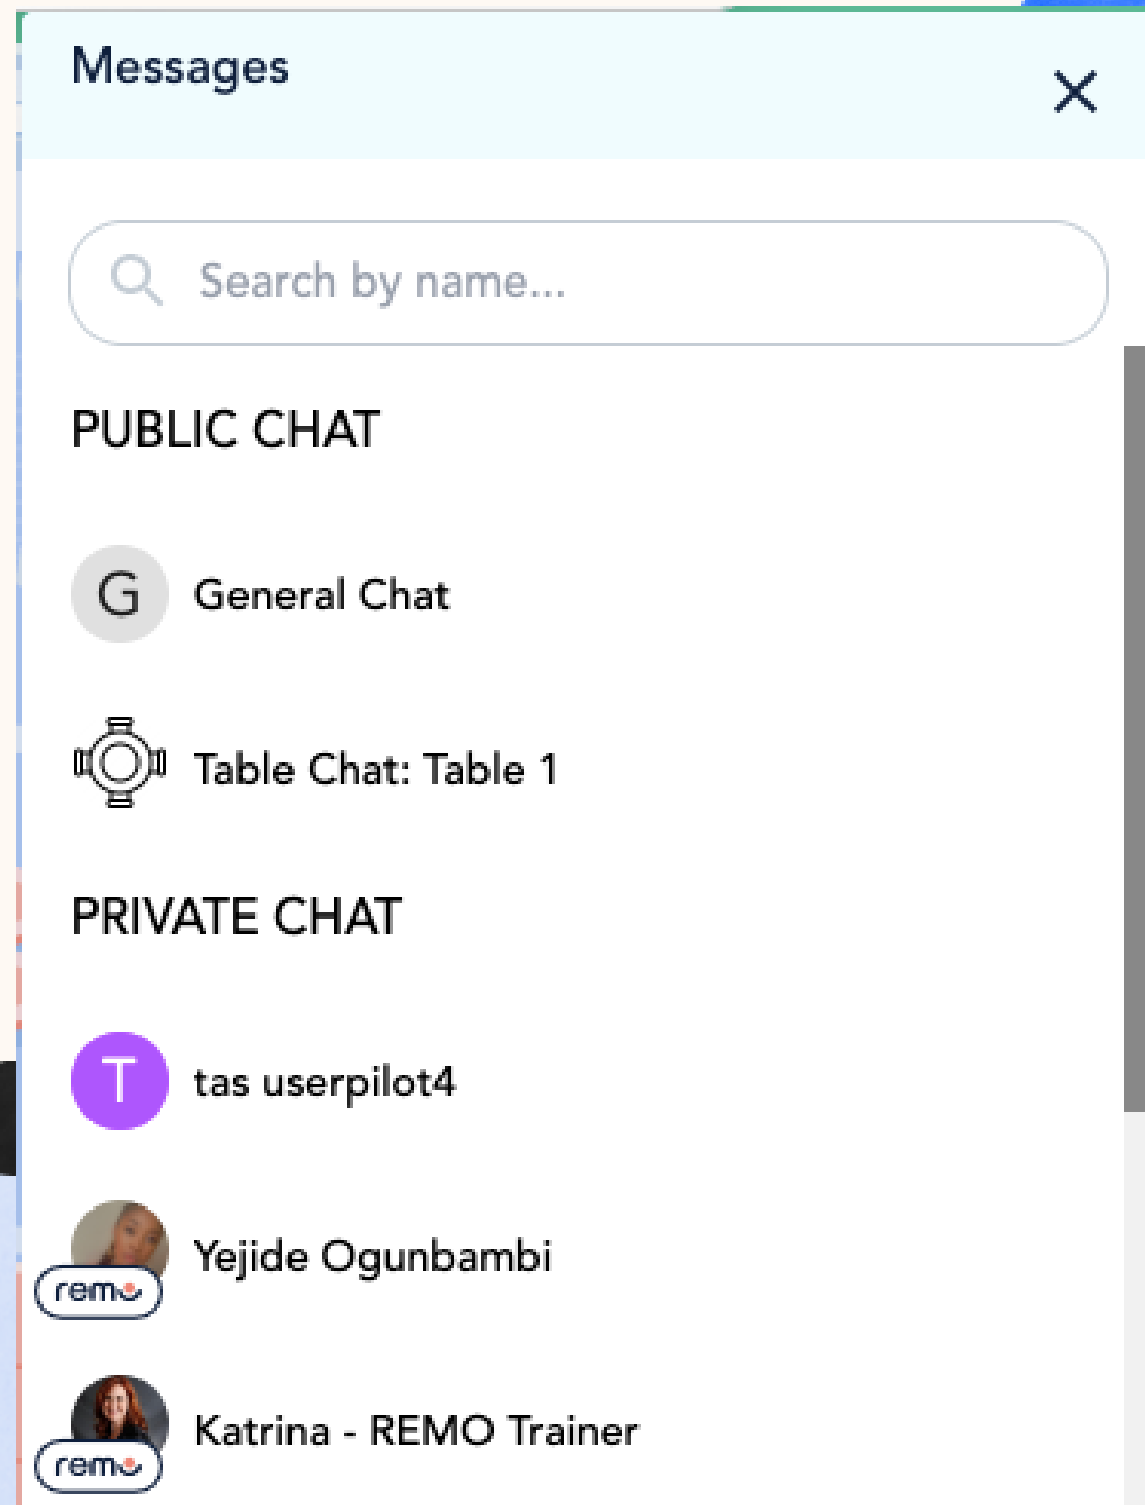 Messages
Search by name...
PUBLIC CHAT
G
General Chat
Table Chat: Table 1
PRIVATE CHAT
T
tas userpilot4
Yejide Ogunbambi
remo
Katrina - REMO Trainer
remo